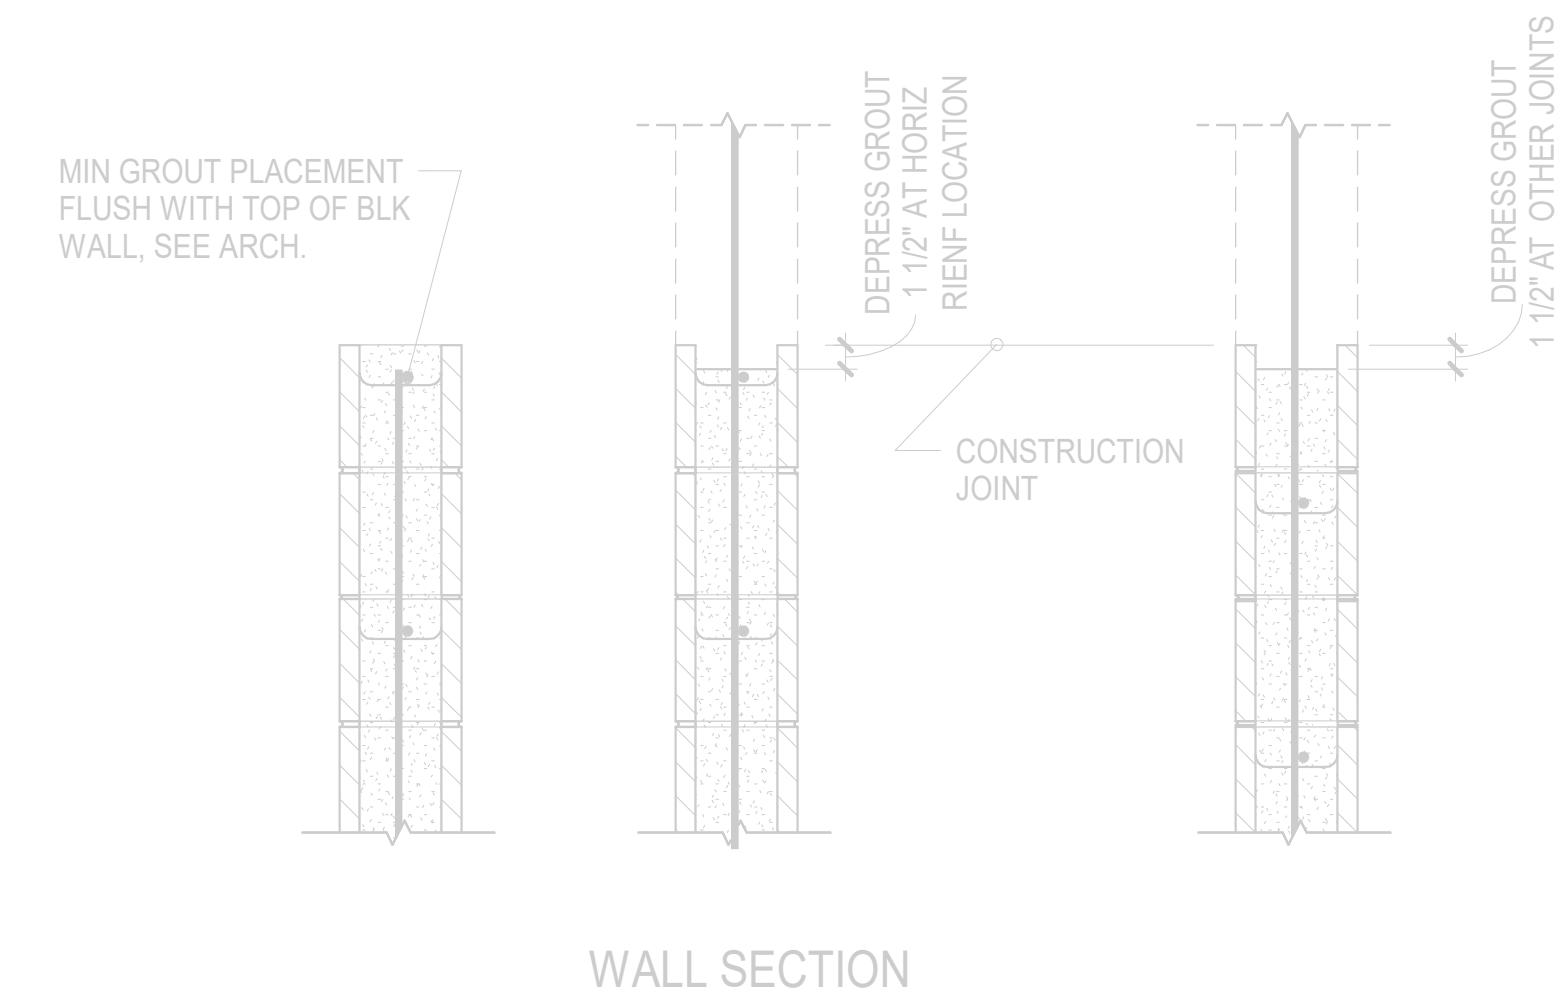 MIN GROUT PLACEMENT
FLUSH WITH TOP OF BLK
WALL, SEE ARCH.
DEPRESS GROUT
1 1/2" AT HORIZ
RIENF LOCATION
DEPRESS GROUT
1 1/2" AT OTHER JOINTS
CONSTRUCTION
JOINT
WALL SECTION